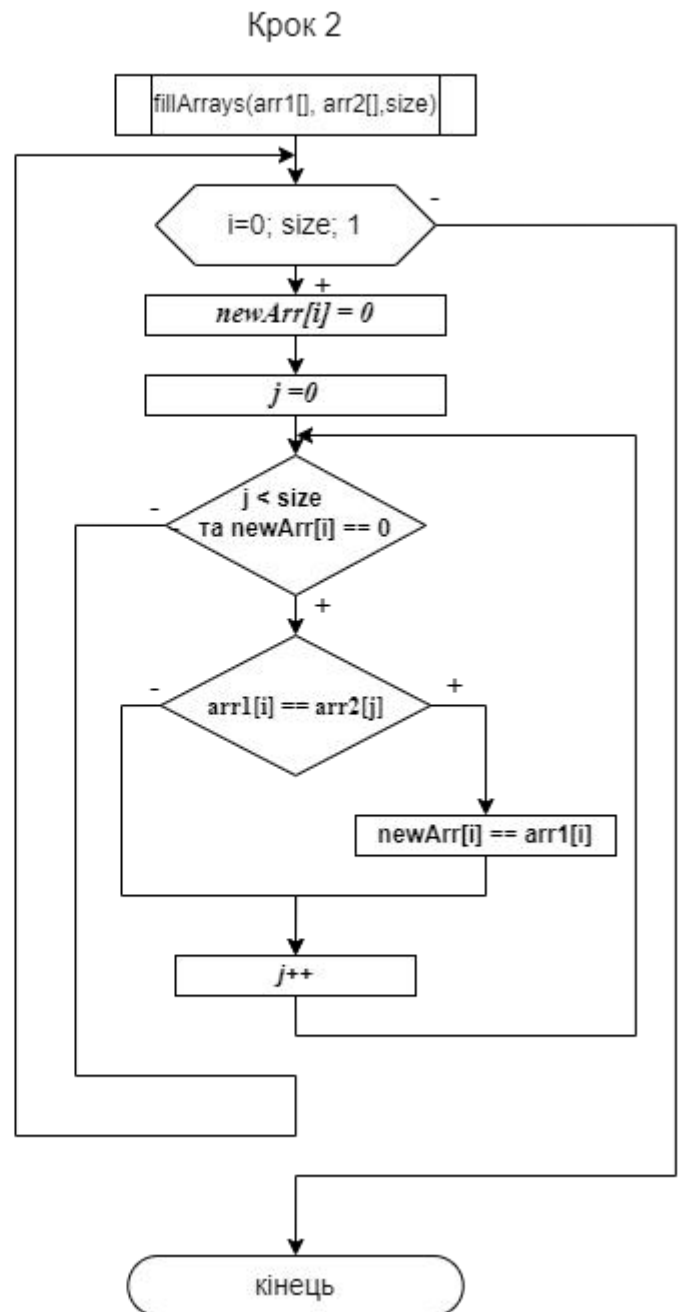 Крок 2
fillArrays(arr1[], arr2[],size)
i=0; size; 1
-
+
newArr[i] = 0
j =0
j < size
та newArr[i] == 0
-
-
+
arr1[i] == arr2[j]
-
+
newArr[i] == arr1[i]
j++
кінець